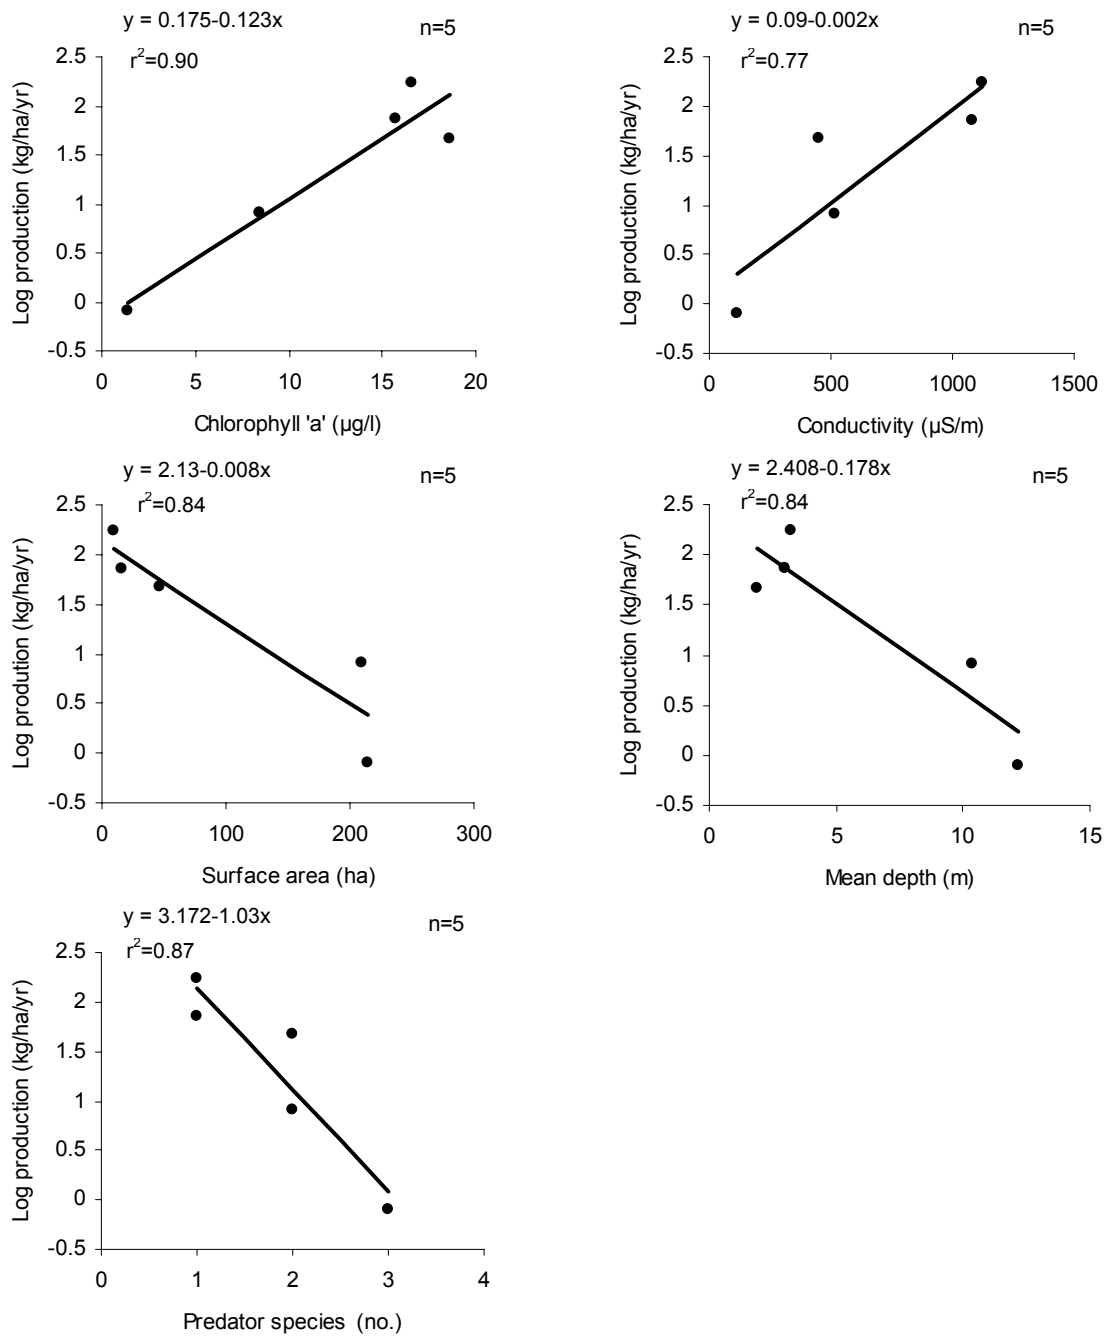 y = 0.175-0.123x
n=5
r²=0.90
2.5
2
1.5
1
0.5
0
-0.5
Log production (kg/ha/yr)
0 5 10 15 20
Chlorophyll 'a' (µg/l)
y = 0.09-0.002x
n=5
r²=0.77
2.5
2
1.5
1
0.5
0
-0.5
Log production (kg/ha/yr)
0 500 1000 1500
Conductivity (µS/m)
y = 2.13-0.008x
n=5
r²=0.84
2.5
2
1.5
1
0.5
0
-0.5
Log prodution (kg/ha/yr)
0 100 200 300
Surface area (ha)
y = 2.408-0.178x
n=5
r²=0.84
2.5
2
1.5
1
0.5
0
-0.5
Log production (kg/ha/yr)
0 5 10 15
Mean depth (m)
y = 3.172-1.03x
n=5
r²=0.87
2.5
2
1.5
1
0.5
0
-0.5
Log production (kg/ha/yr)
0 1 2 3 4
Predator species (no.)